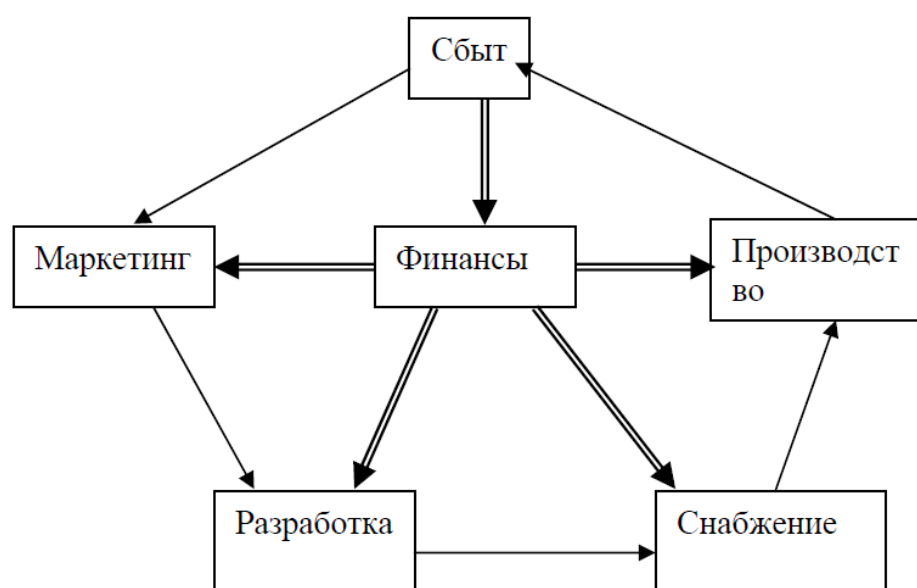 Сбыт
Маркетинг
Финансы
Производст
во
Разработка
Снабжение